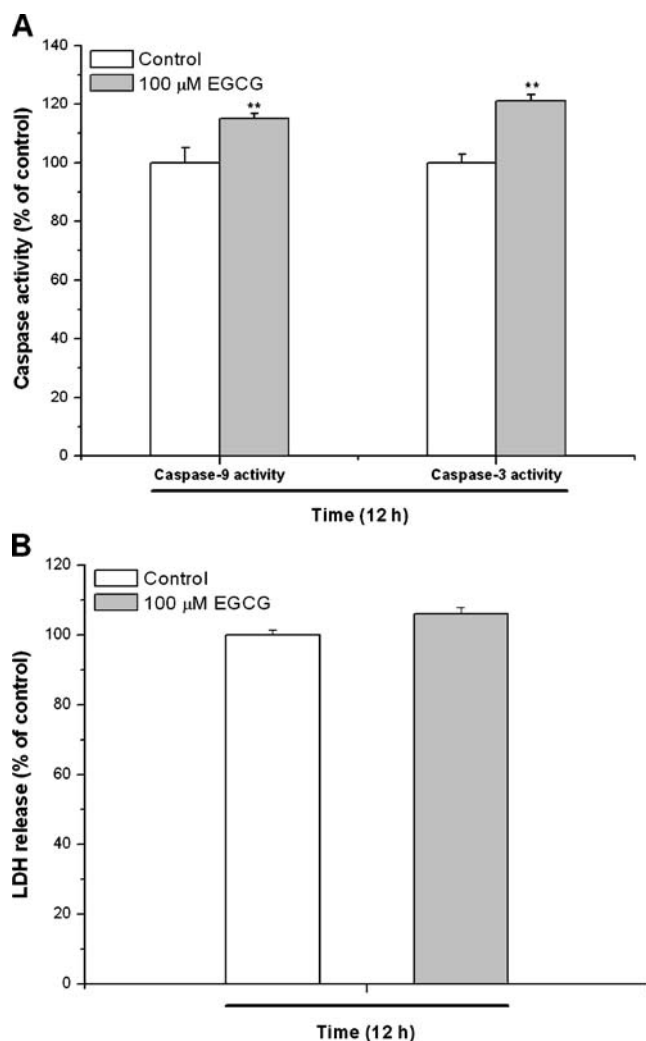 A
Caspase activity (% of control)
140
120
100
80
60
40
20
0
Control
100 μM EGCG
**
**
Caspase-9 activity
Caspase-3 activity
Time (12 h)
B
LDH release (% of control)
120
100
80
60
40
20
0
Control
100 μM EGCG
Time (12 h)